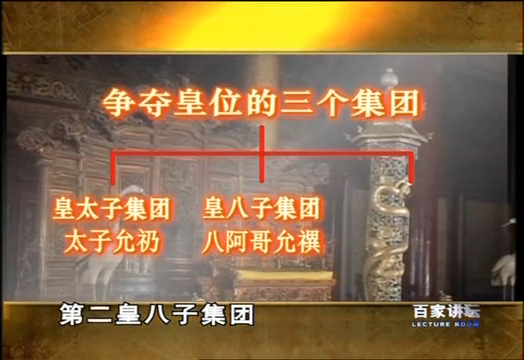 争夺皇位的三个集团
皇太子集团
太子允礽
皇八子集团
八阿哥允禩
第二皇八子集团
百家讲坛
LECTURE ROOM